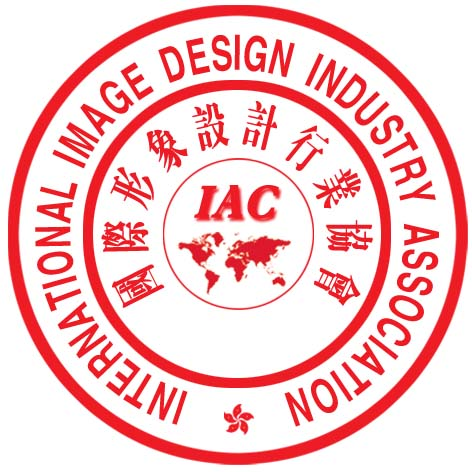 INTERNATIONAL IMAGE DESIGN INDUSTRY ASSOCIATION
國際形象設計行業協會
IAC